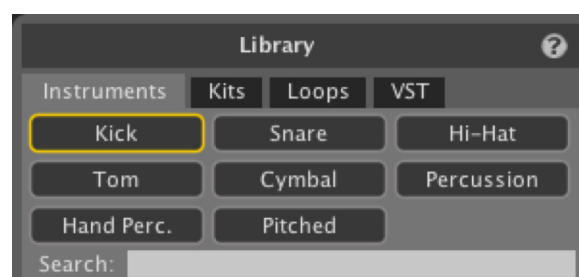 Library ?
Instruments Kits Loops VST
Kick Snare Hi-Hat
Tom Cymbal Percussion
Hand Perc. Pitched
Search: